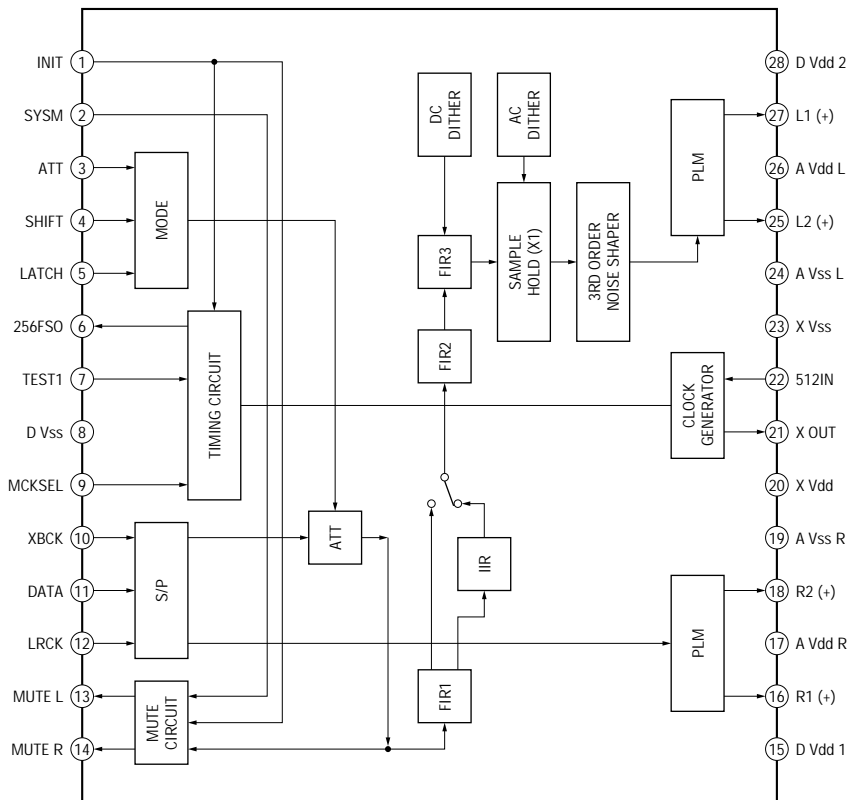 INIT 1
SYSM 2
ATT 3
SHIFT 4
LATCH 5
256FSO 6
TEST1 7
D Vss 8
MCKSEL 9
XBCK 10
DATA 11
LRCK 12
MUTE L 13
MUTE R 14
MODE
TIMING CIRCUIT
S/P
MUTE
CIRCUIT
ATT
DC
DITHER
AC
DITHER
FIR3
FIR2
SAMPLE
HOLD (X1)
3RD ORDER
NOISE SHAPER
IIR
FIR1
PLM
CLOCK
GENERATOR
PLM
28 D Vdd 2
27 L1 (+)
26 A Vdd L
25 L2 (+)
24 A Vss L
23 X Vss
22 512IN
21 X OUT
20 X Vdd
19 A Vss R
18 R2 (+)
17 A Vdd R
16 R1 (+)
15 D Vdd 1